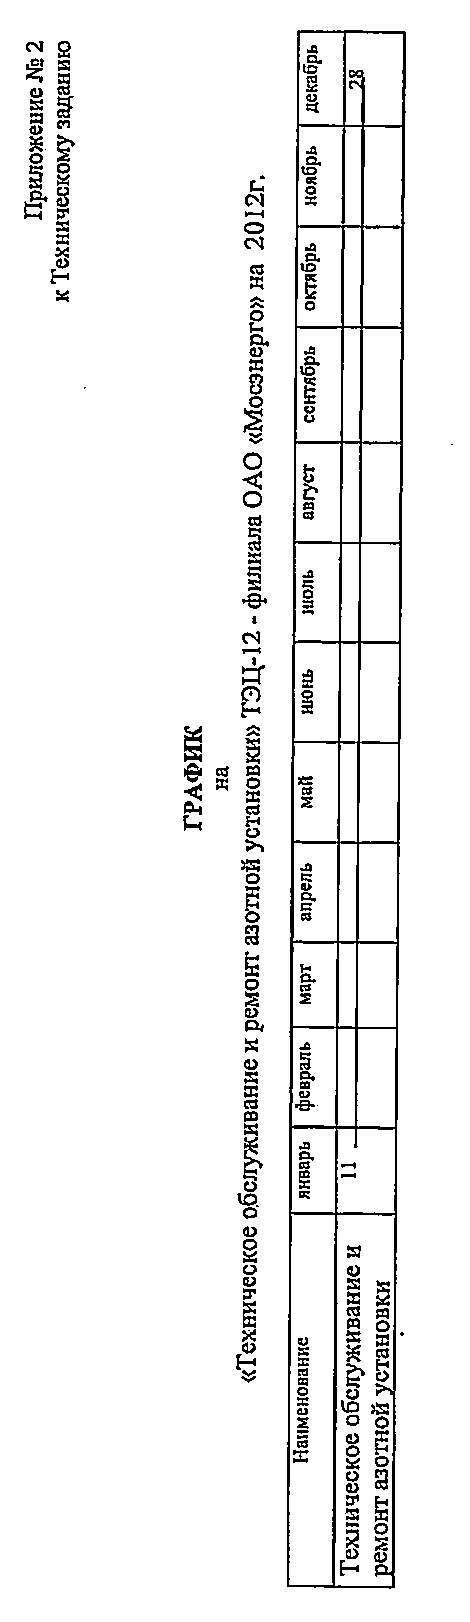 Приложение № 2
к Техническому заданию
ГРАФИК
на
«Техническое обслуживание и ремонт азотной установки» ТЭЦ-12 - филиала ОАО «Мосэнерго» на 2012г.
Наименование январь февраль март апрель май июнь июль август сентябрь октябрь ноябрь декабрь
Техническое обслуживание и 11 28
ремонт азотной установки